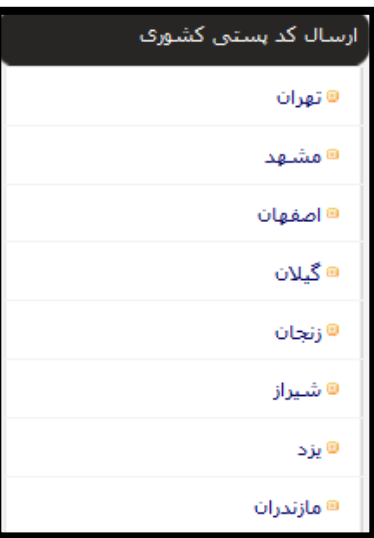 ارسال کد پستی کشوری
تهران
مشهد
اصفهان
گیلان
زنجان
شیراز
یزد
مازندران